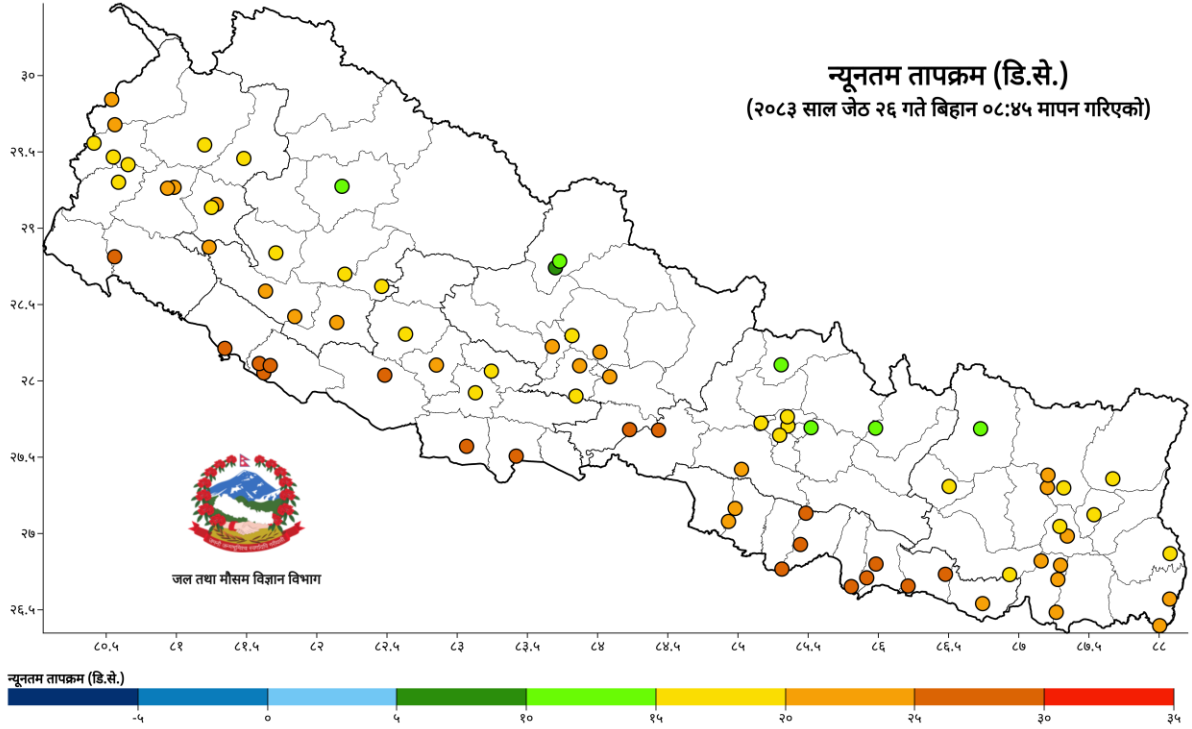 न्यूनतम तापक्रम (डि.से.)
(२०८३ साल जेठ २६ गते बिहान ०८:४५ मापन गरिएको)
३०
२९.५
२९
२८.५
२८
२७.५
२७
२६.५
जल तथा मौसम विज्ञान विभाग
८०.५ ८१ ८१.५ ८२ ८२.५ ८३ ८३.५ ८४ ८४.५ ८५ ८५.५ ८६ ८६.५ ८७ ८७.५ ८८
न्यूनतम तापक्रम (डि.से.)
-५ ० ५ १० १५ २० २५ ३० ३५